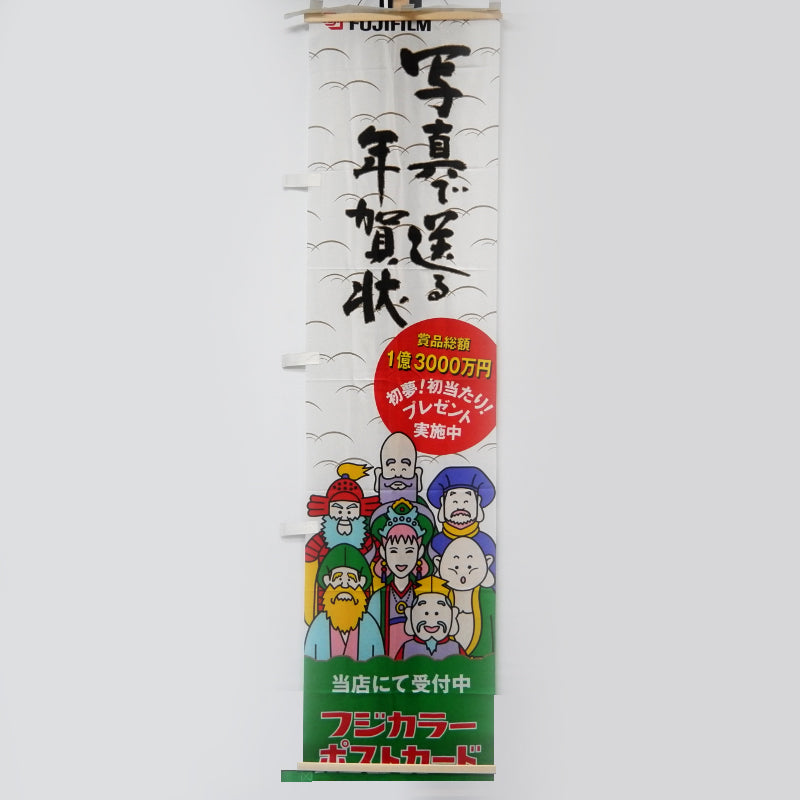 FUJIFILM
写真で送る
年賀状
賞品総額
1億3000万円
初夢!初当たり!
プレゼント
実施中
当店にて受付中
フジカラー
ポストカード